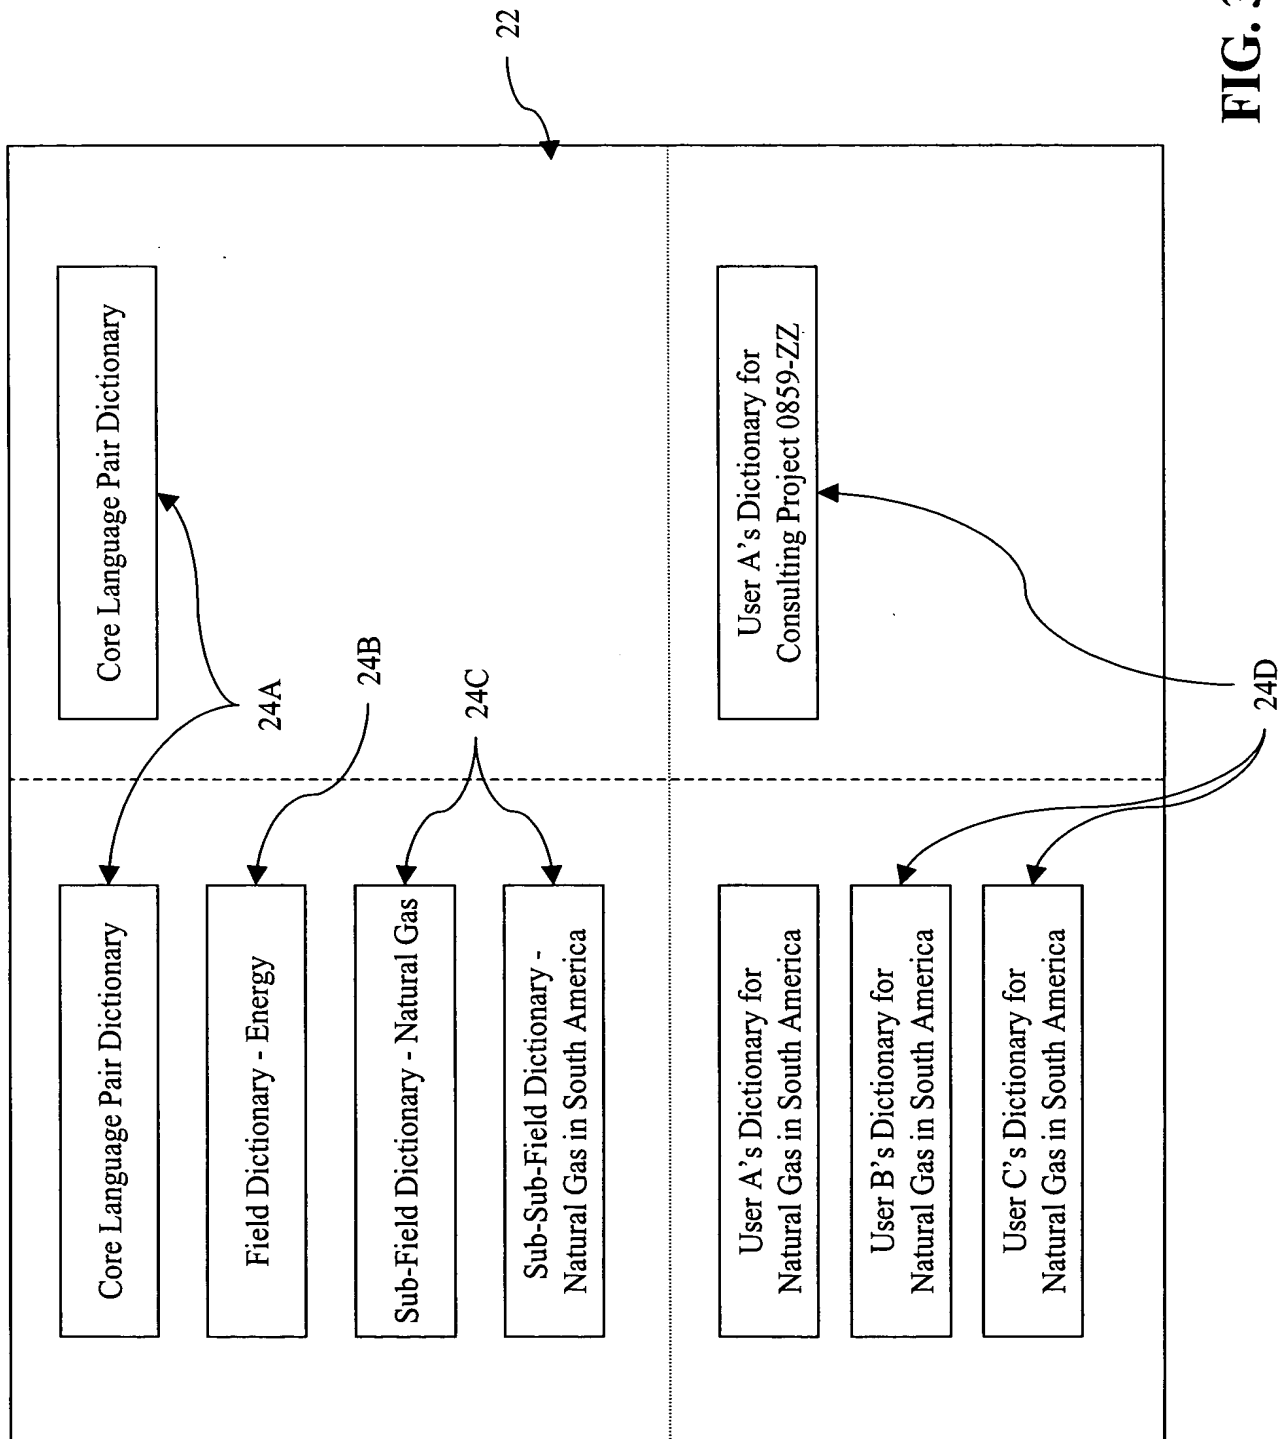 Core Language Pair Dictionary
Core Language Pair Dictionary
24A
Field Dictionary - Energy
24B
Sub-Field Dictionary - Natural Gas
24C
22
Sub-Sub-Field Dictionary -
Natural Gas in South America
User A's Dictionary for
Natural Gas in South America
User A's Dictionary for
Consulting Project 0859-ZZ
User B's Dictionary for
Natural Gas in South America
User C's Dictionary for
Natural Gas in South America
24D
FIG.